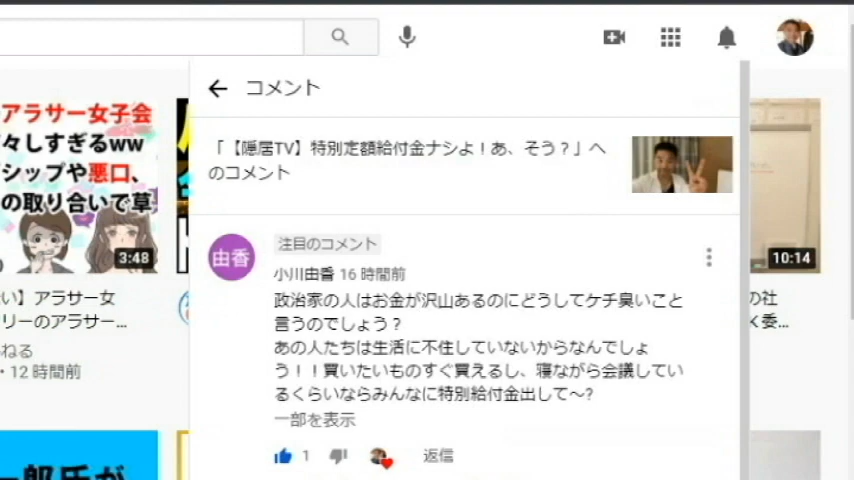 アラサー女子会
々しすぎるww
シップや悪口、
の取り合いで草
3:48
い】アラサー女
リーのアラサー...
ねる
・12 時間前
一郎氏が
コメント
「【隠居TV】特別定額給付金ナシよ！あ、そう？」へ
のコメント
由香
注目のコメント
小川由香 16 時間前
政治家の人はお金が沢山あるのにどうしてケチ臭いこと
言うのでしょう？
あの人たちは生活に不住していないからなんでしょ
う！！買いたいものすぐ買えるし、寝ながら会議してい
るくらいならみんなに特別給付金出して〜?
一部を表示
1
返信
10:14
の社
く委...